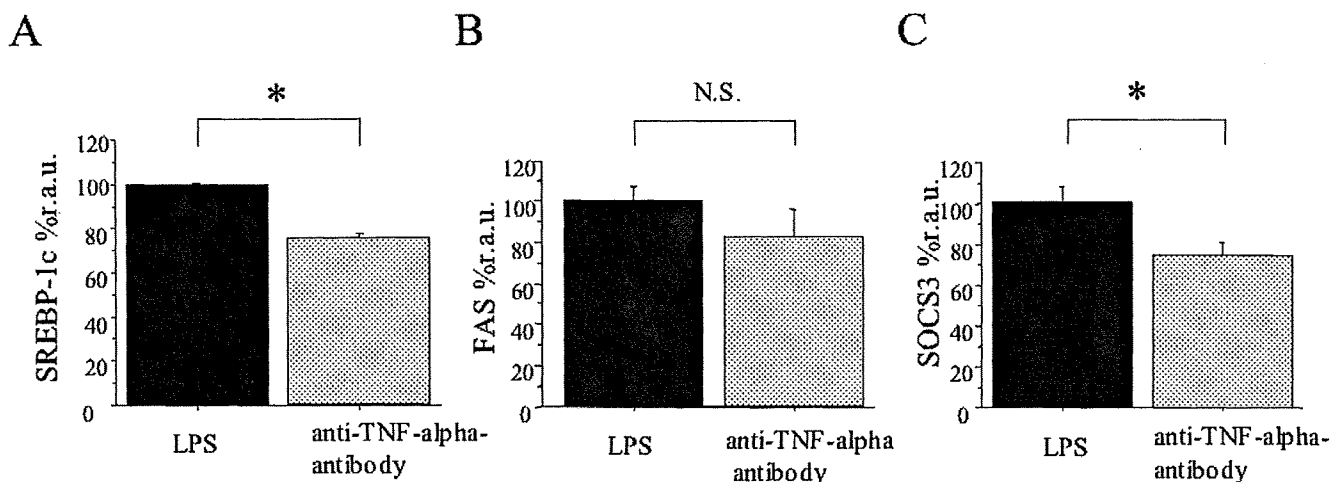 A
*
SREBP-1c %r.a.u.
120
100
80
60
40
20
0
LPS
anti-TNF-alpha-
antibody
B
N.S.
FAS %r.a.u.
120
100
80
60
40
20
0
LPS
anti-TNF-alpha
antibody
C
*
SOCS3 %r.a.u.
120
100
80
60
40
20
0
LPS
anti-TNF-alpha-
antibody